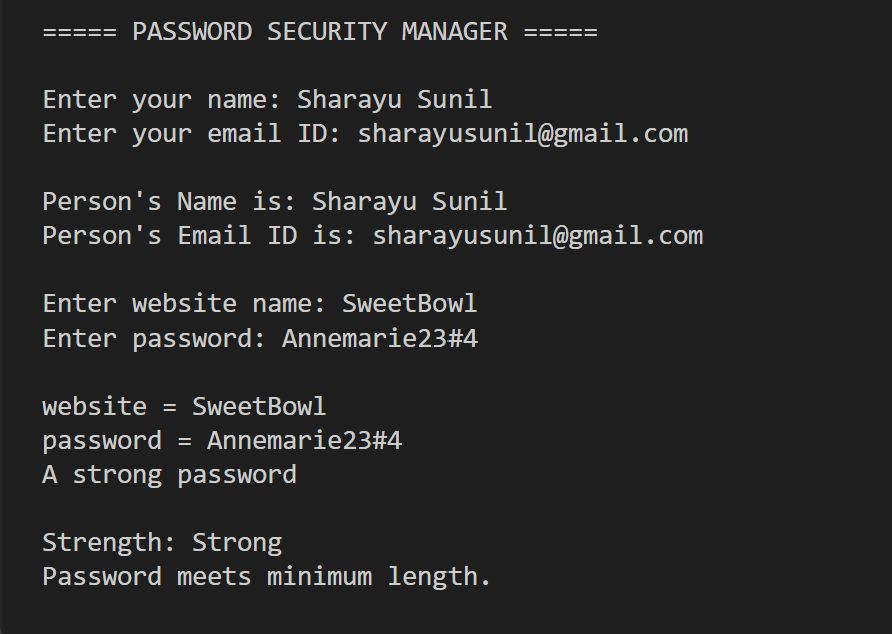 ===== PASSWORD SECURITY MANAGER =====
Enter your name: Sharayu Sunil
Enter your email ID: sharayusunil@gmail.com
Person's Name is: Sharayu Sunil
Person's Email ID is: sharayusunil@gmail.com
Enter website name: SweetBowl
Enter password: Annemarie23#4
website = SweetBowl
password = Annemarie23#4
A strong password
Strength: Strong
Password meets minimum length.